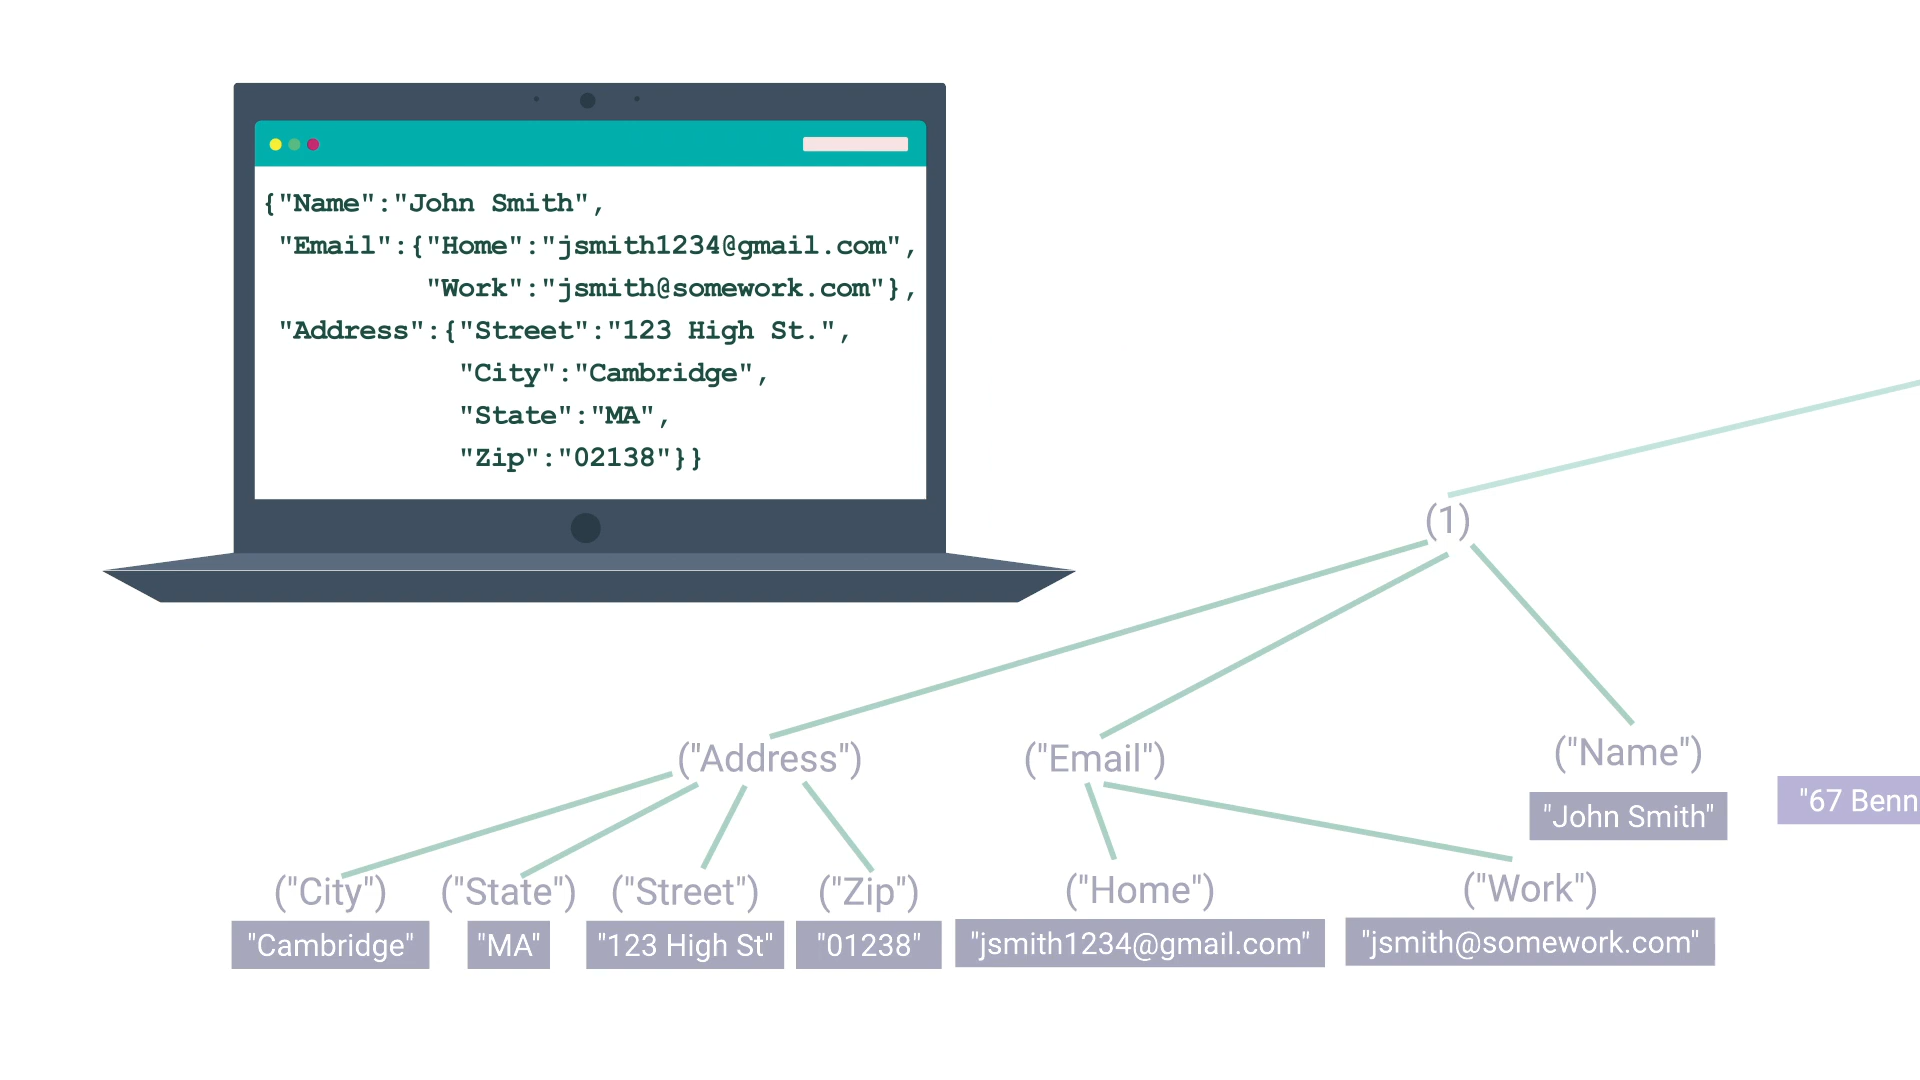 {"Name":"John Smith",
"Email":{"Home":"jsmith1234@gmail.com",
"Work":"jsmith@somework.com"},
"Address":{"Street":"123 High St.",
"City":"Cambridge",
"State":"MA",
"Zip":"02138"}}
(1)
("Address") ("Email") ("Name")
"John Smith"
"67 Benn
("City") ("State") ("Street") ("Zip") ("Home") ("Work")
"Cambridge" "MA" "123 High St" "01238" "jsmith1234@gmail.com" "jsmith@somework.com"